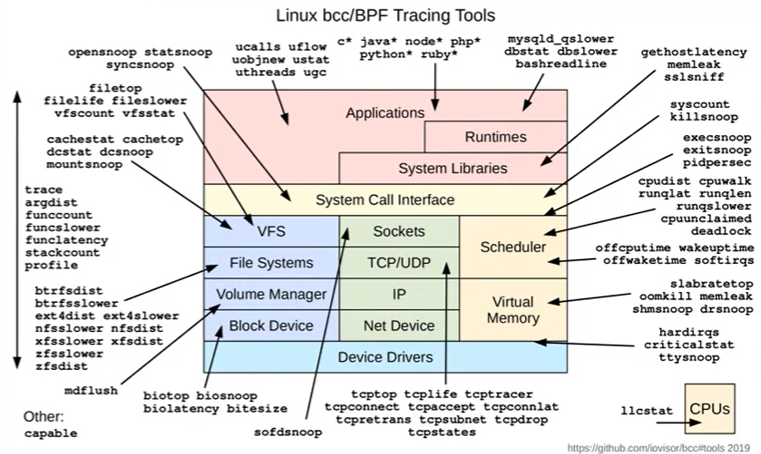 Linux bcc/BPF Tracing Tools
opensnoop statsnoop
syncsnoop
ucalls uflow
uobjnew ustat
uthreads ugc
c* java* node* php*
python* ruby*
mysqld_qslower
dbstat dbslower
bashreadline
gethostlatency
memleak
sslsniff
filetop
filelife fileslower
vfscount vfsstat
syscount
killsnoop
cachestat cachetop
dcstat dcsnoop
mountsnoop
execsnoop
exitsnoop
pidpersec
trace
argdist
funccount
funcslower
funclatency
stackcount
profile
cpudist cpuwalk
runqlat runqlen
runqslower
cpuunclaimed
deadlock
offcputime wakeuptime
offwaketime softirqs
btrfsdist
btrfsslower
ext4dist ext4slower
nfsslower nfsdist
xfsslower xfsdist
zfsslower
zfsdist
slabratetop
oomkill memleak
shmsnoop drsnoop
hardirqs
criticalstat
ttysnoop
Applications
Runtimes
System Libraries
System Call Interface
VFS
Sockets
Scheduler
File Systems
TCP/UDP
Volume Manager
IP
Virtual
Memory
Block Device
Net Device
Device Drivers
mdflush
biotop biosnoop
biolatency bitesize
sofdsnoop
tcptop tcplife tcptracer
tcpconnect tcpaccept tcpconnlat
tcpretrans tcpsubnet tcpdrop
tcpstates
Other:
capable
llcstat
CPUs
https://github.com/iovisor/bcc#tools 2019